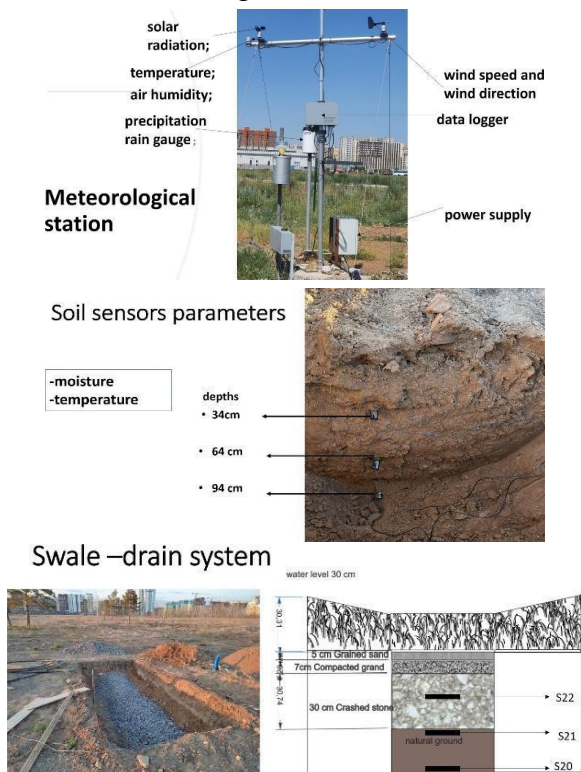 solar
radiation;
temperature;
air humidity;
precipitation
rain gauge ;
wind speed and
wind direction
data logger
power supply
Meteorological
station
Soil sensors parameters
-moisture
-temperature
depths
• 34cm
• 64 cm
• 94 cm
Swale –drain system
water level 30 cm
30,31
5 cm Grained sand
7cm Compacted grand
30,74
30 cm Crashed stone
natural ground
S22
S21
S20